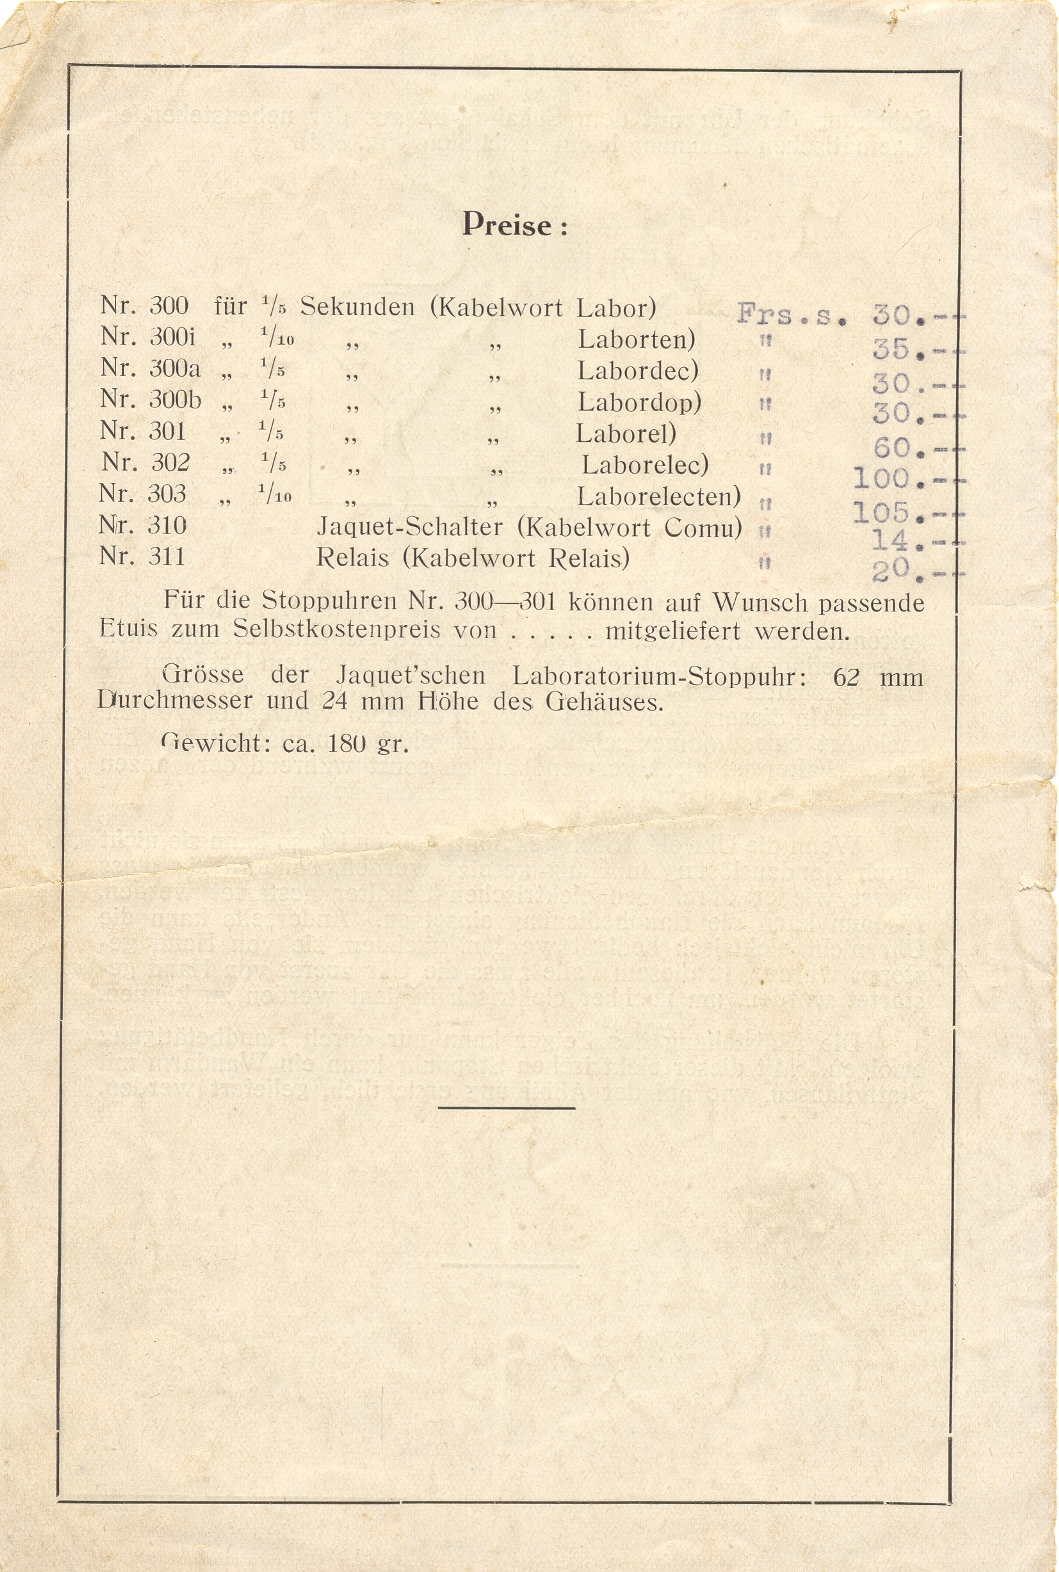 Preise :
Nr. 300 für 1/5 Sekunden (Kabelwort Labor) Frs.s. 30.--
Nr. 300i „ 1/10 „ „ Laborten) " 35.--
Nr. 300a „ 1/5 „ „ Labordec) " 30.--
Nr. 300b „ 1/5 „ „ Labordop) " 30.--
Nr. 301 „ 1/5 „ „ Laborel) " 60.--
Nr. 302 „ 1/5 „ „ Laborelec) " 100.--
Nr. 303 „ 1/10 „ „ Laborelecten) " 105.--
Nr. 310 Jaquet-Schalter (Kabelwort Comu) " 14.--
Nr. 311 Relais (Kabelwort Relais) " 20.--
Für die Stoppuhren Nr. 300—301 können auf Wunsch passende
Etuis zum Selbstkostenpreis von . . . . . mitgeliefert werden.
Grösse der Jaquet'schen Laboratorium-Stoppuhr: 62 mm
Durchmesser und 24 mm Höhe des Gehäuses.
Gewicht: ca. 180 gr.